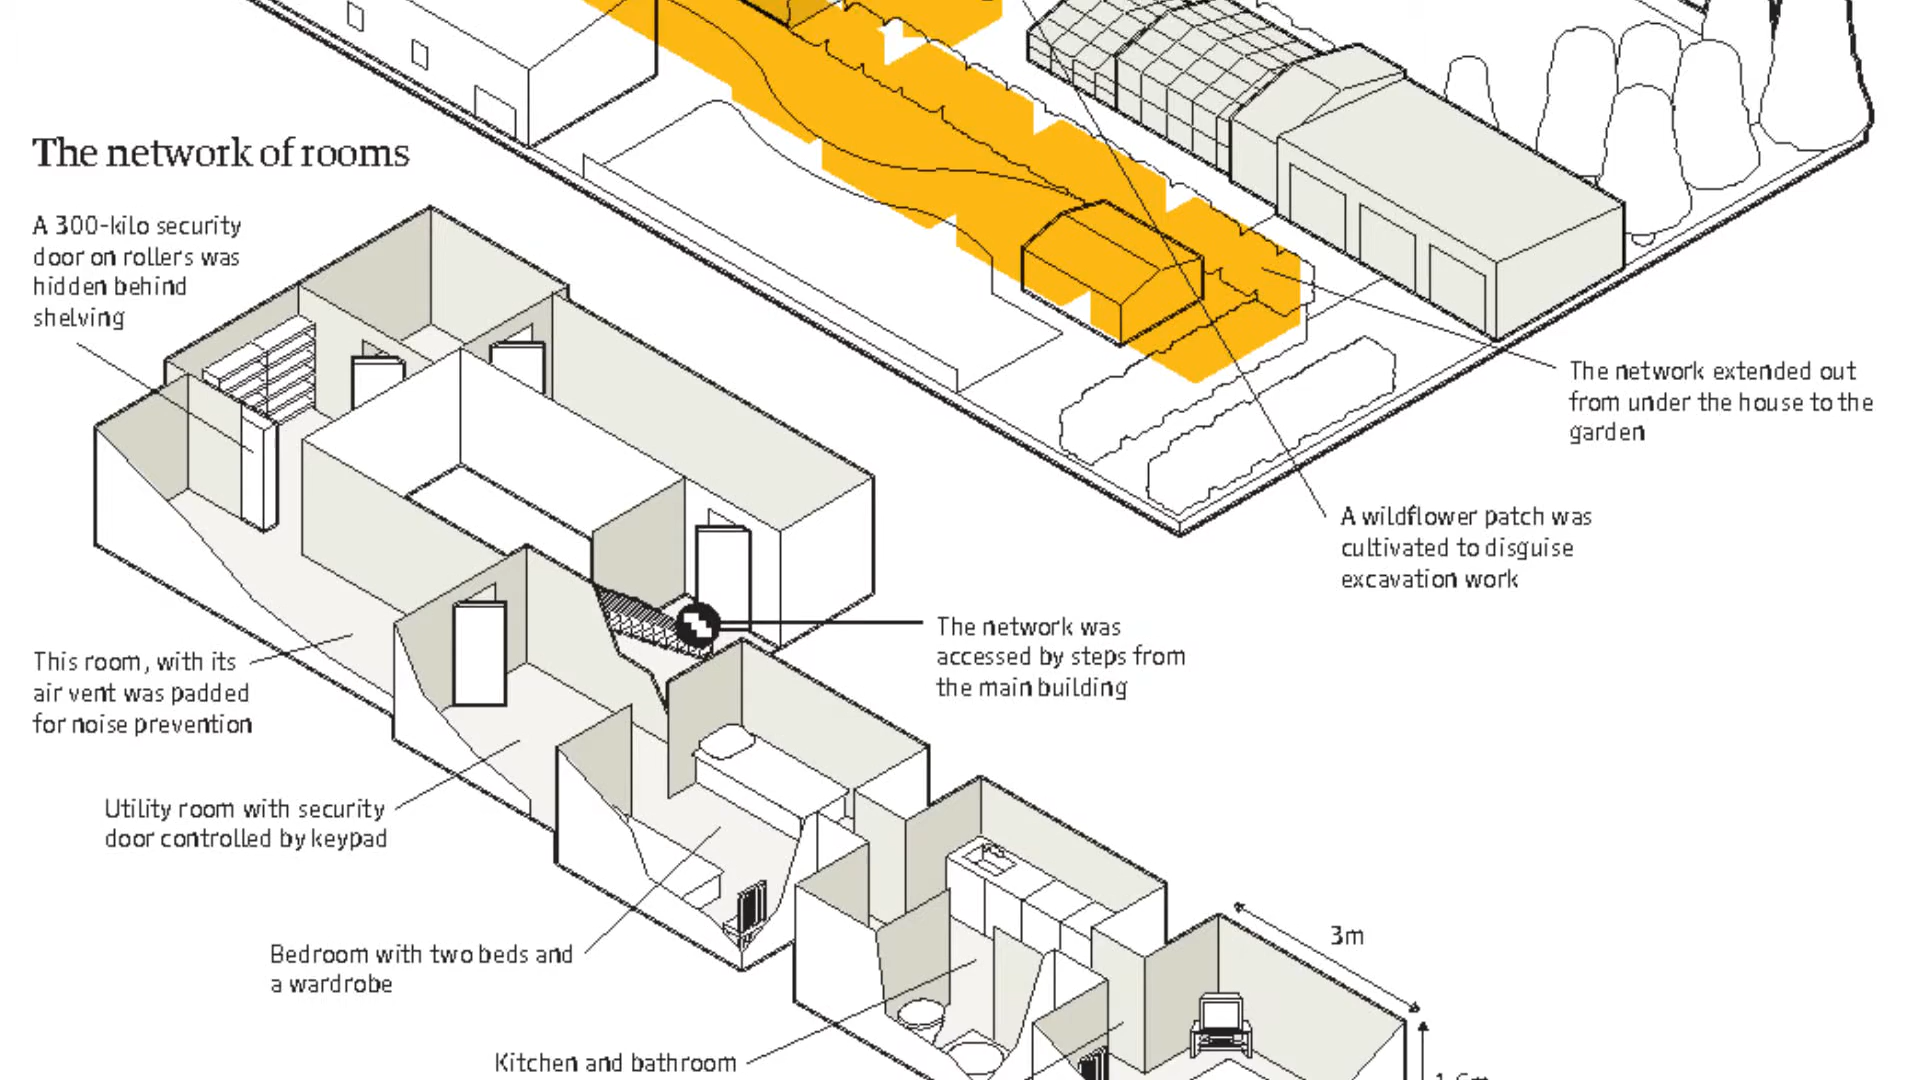 The network of rooms
A 300-kilo security
door on rollers was
hidden behind
shelving
The network extended out
from under the house to the
garden
A wildflower patch was
cultivated to disguise
excavation work
The network was
accessed by steps from
the main building
This room, with its
air vent was padded
for noise prevention
Utility room with security
door controlled by keypad
Bedroom with two beds and
a wardrobe
3m
Kitchen and bathroom